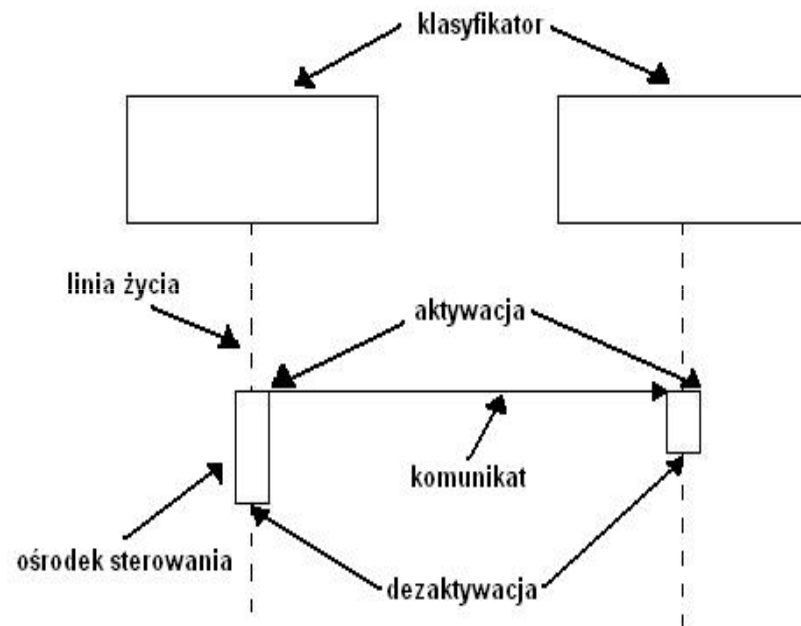 klasyfikator
linia życia
aktywacja
komunikat
ośrodek sterowania
dezaktywacja